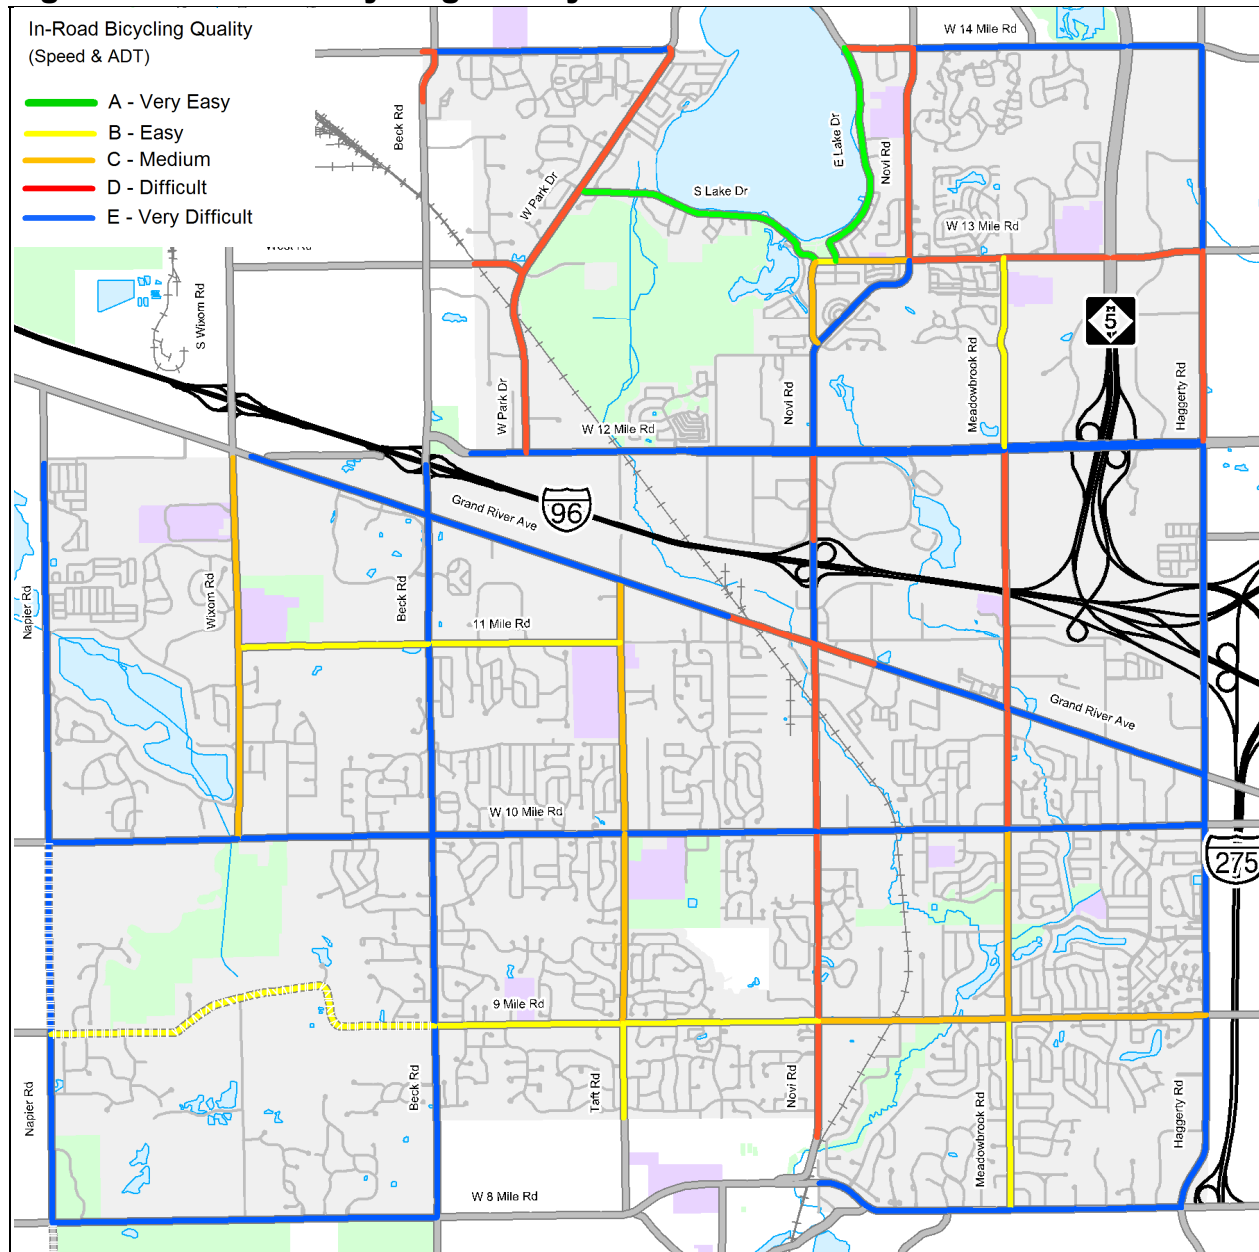 In-Road Bicycling Quality
(Speed & ADT)
A - Very Easy
B - Easy
C - Medium
D - Difficult
E - Very Difficult
W 14 Mile Rd
Beck Rd
E Lake Dr
Novi Rd
W Park Dr
S Lake Dr
W 13 Mile Rd
West Rd
S Wixom Rd
M
5
Meadowbrook Rd
Haggerty Rd
W Park Dr
Novi Rd
W 12 Mile Rd
Grand River Ave
96
Napier Rd
Wixom Rd
Beck Rd
11 Mile Rd
Grand River Ave
W 10 Mile Rd
275
9 Mile Rd
Napier Rd
Beck Rd
Taft Rd
Novi Rd
Meadowbrook Rd
Haggerty Rd
W 8 Mile Rd